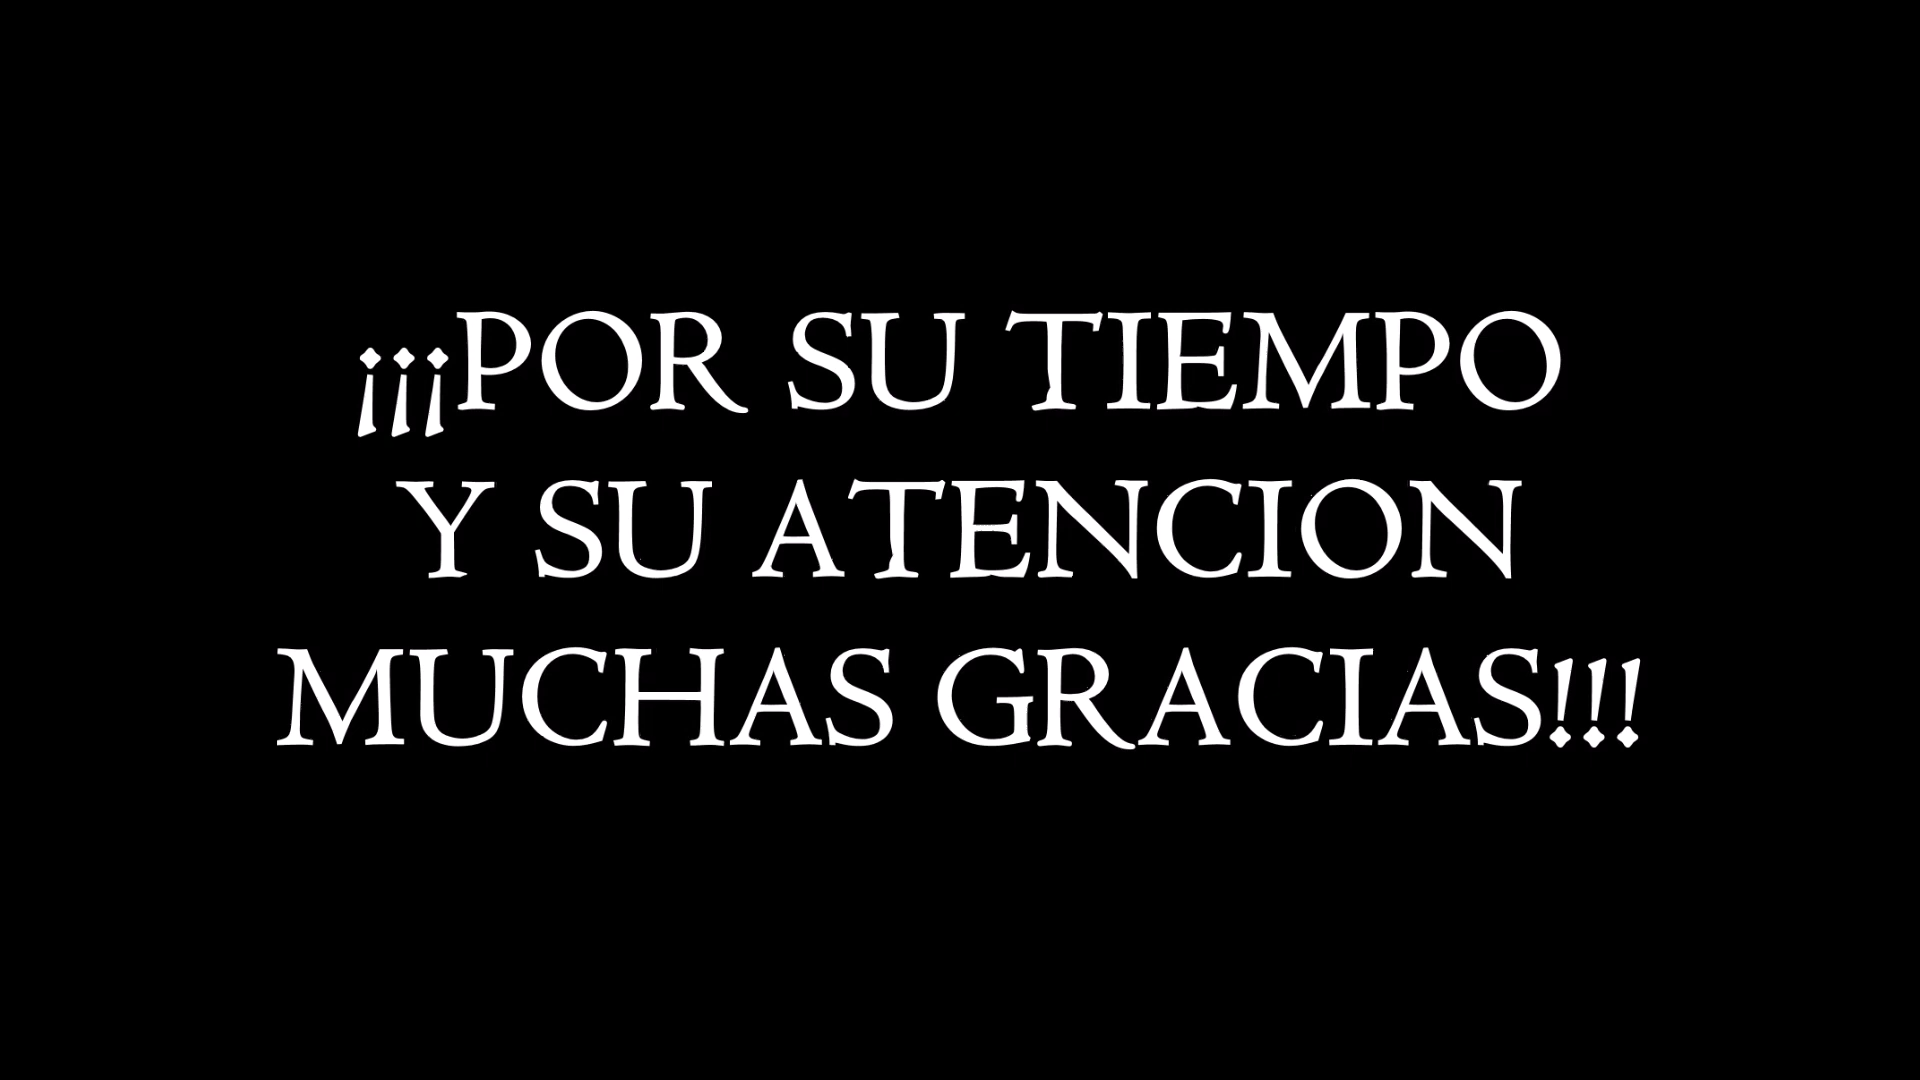 ¡¡¡POR SU TIEMPO
Y SU ATENCION
MUCHAS GRACIAS!!!